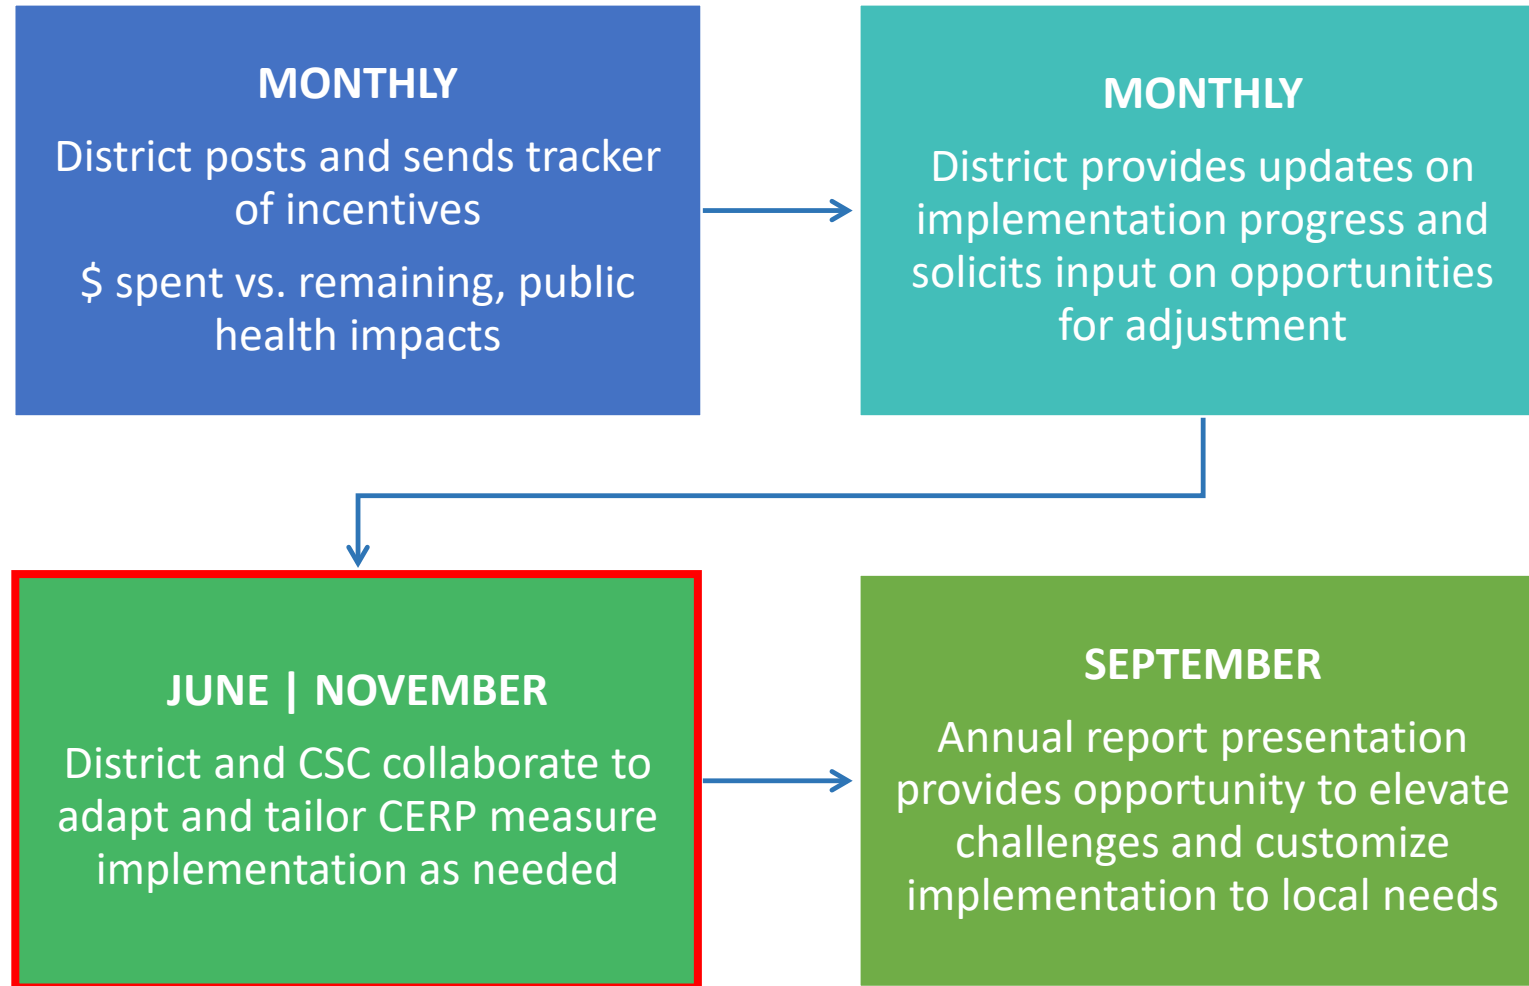 MONTHLY
District posts and sends tracker
of incentives
$ spent vs. remaining, public
health impacts
MONTHLY
District provides updates on
implementation progress and
solicits input on opportunities
for adjustment
JUNE | NOVEMBER
District and CSC collaborate to
adapt and tailor CERP measure
implementation as needed
SEPTEMBER
Annual report presentation
provides opportunity to elevate
challenges and customize
implementation to local needs